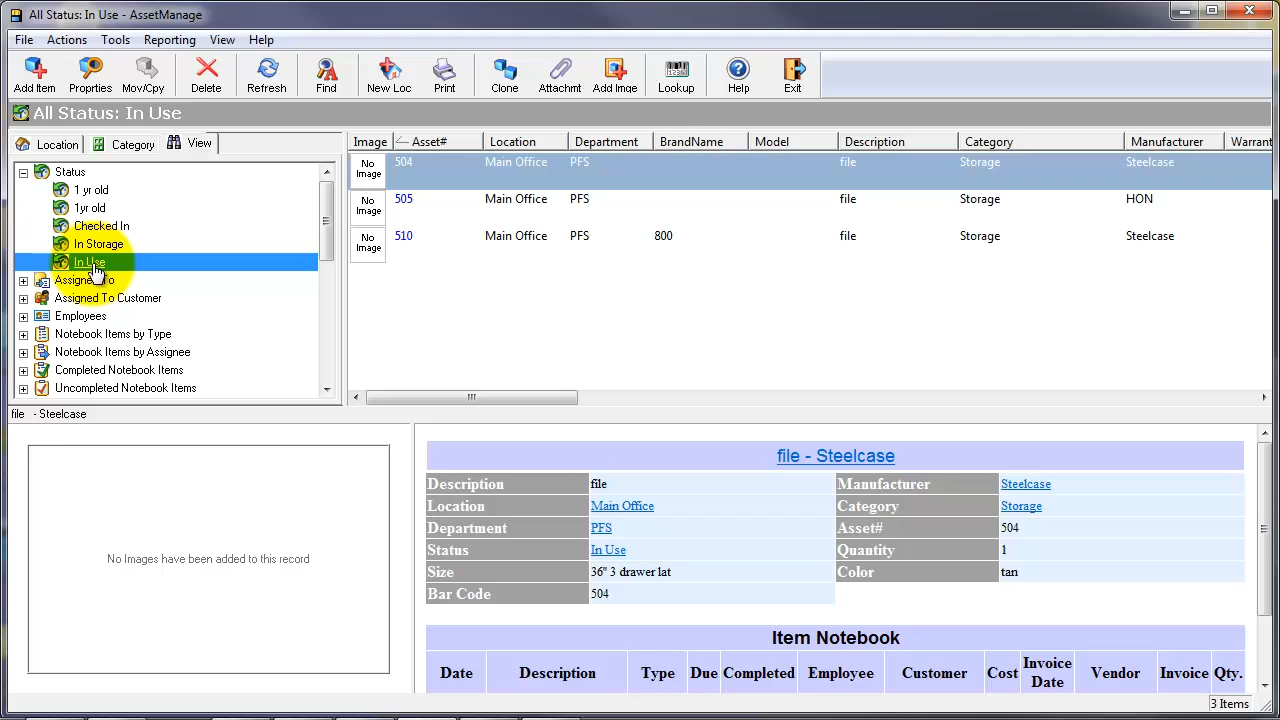 All Status: In Use - AssetManage
File Actions Tools Reporting View Help
Add Item Properties Mov/Cpy Delete Refresh Find New Loc Print Clone Attachmt Add Imge Lookup Help Exit
All Status: In Use
Location Category View
Status
1 yr old
1yr old
Checked In
In Storage
In Use
Assigned To
Assigned To Customer
Employees
Notebook Items by Type
Notebook Items by Assignee
Completed Notebook Items
Uncompleted Notebook Items
Image Asset# Location Department BrandName Model Description Category Manufacturer Warrant
No Image 504 Main Office PFS file Storage Steelcase
No Image 505 Main Office PFS file Storage HON
No Image 510 Main Office PFS 800 file Storage Steelcase
file - Steelcase
No Images have been added to this record
file - Steelcase
Description file Manufacturer Steelcase
Location Main Office Category Storage
Department PFS Asset# 504
Status In Use Quantity 1
Size 36" 3 drawer lat Color tan
Bar Code 504
Item Notebook
Date Description Type Due Completed Employee Customer Cost Invoice Date Vendor Invoice Qty.
3 Items